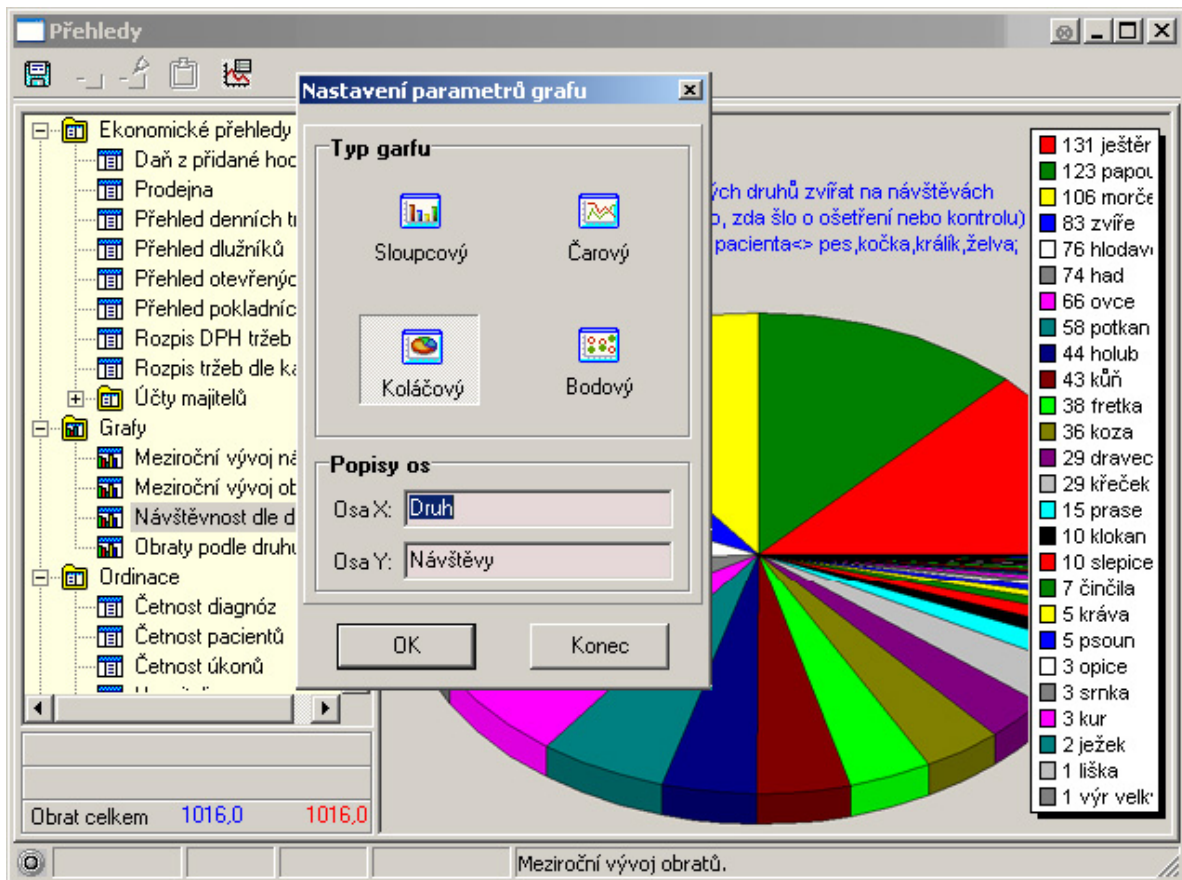 Přehledy
Nastavení parametrů grafu
Ekonomické přehledy
Daň z přidané hoc
Prodejna
Přehled denních tr
Přehled dlužníků
Přehled otevřenýc
Přehled pokladníc
Rozpis DPH tržeb
Rozpis tržeb dle ka
Účty majitelů
Grafy
Meziroční vývoj ná
Meziroční vývoj ob
Návštěvnost dle d
Obraty podle druhu
Ordinace
Četnost diagnóz
Četnost pacientů
Četnost úkonů
Obrat celkem 1016,0 1016,0
Typ garfu
Sloupcový
Čarový
Koláčový
Bodový
Popisy os
Osa X: Druh
Osa Y: Návštěvy
OK
Konec
ých druhů zvířat na návštěvách
o, zda šlo o ošetření nebo kontrolu)
pacienta<> pes,kočka,králík,želva;
131 ještěr
123 papou
106 morče
83 zvíře
76 hlodav
74 had
66 ovce
58 potkan
44 holub
43 kůň
38 fretka
36 koza
29 dravec
29 křeček
15 prase
10 klokan
10 slepice
7 činčila
5 kráva
5 psoun
3 opice
3 srnka
3 kur
2 ježek
1 liška
1 výr velk
Meziroční vývoj obratů.